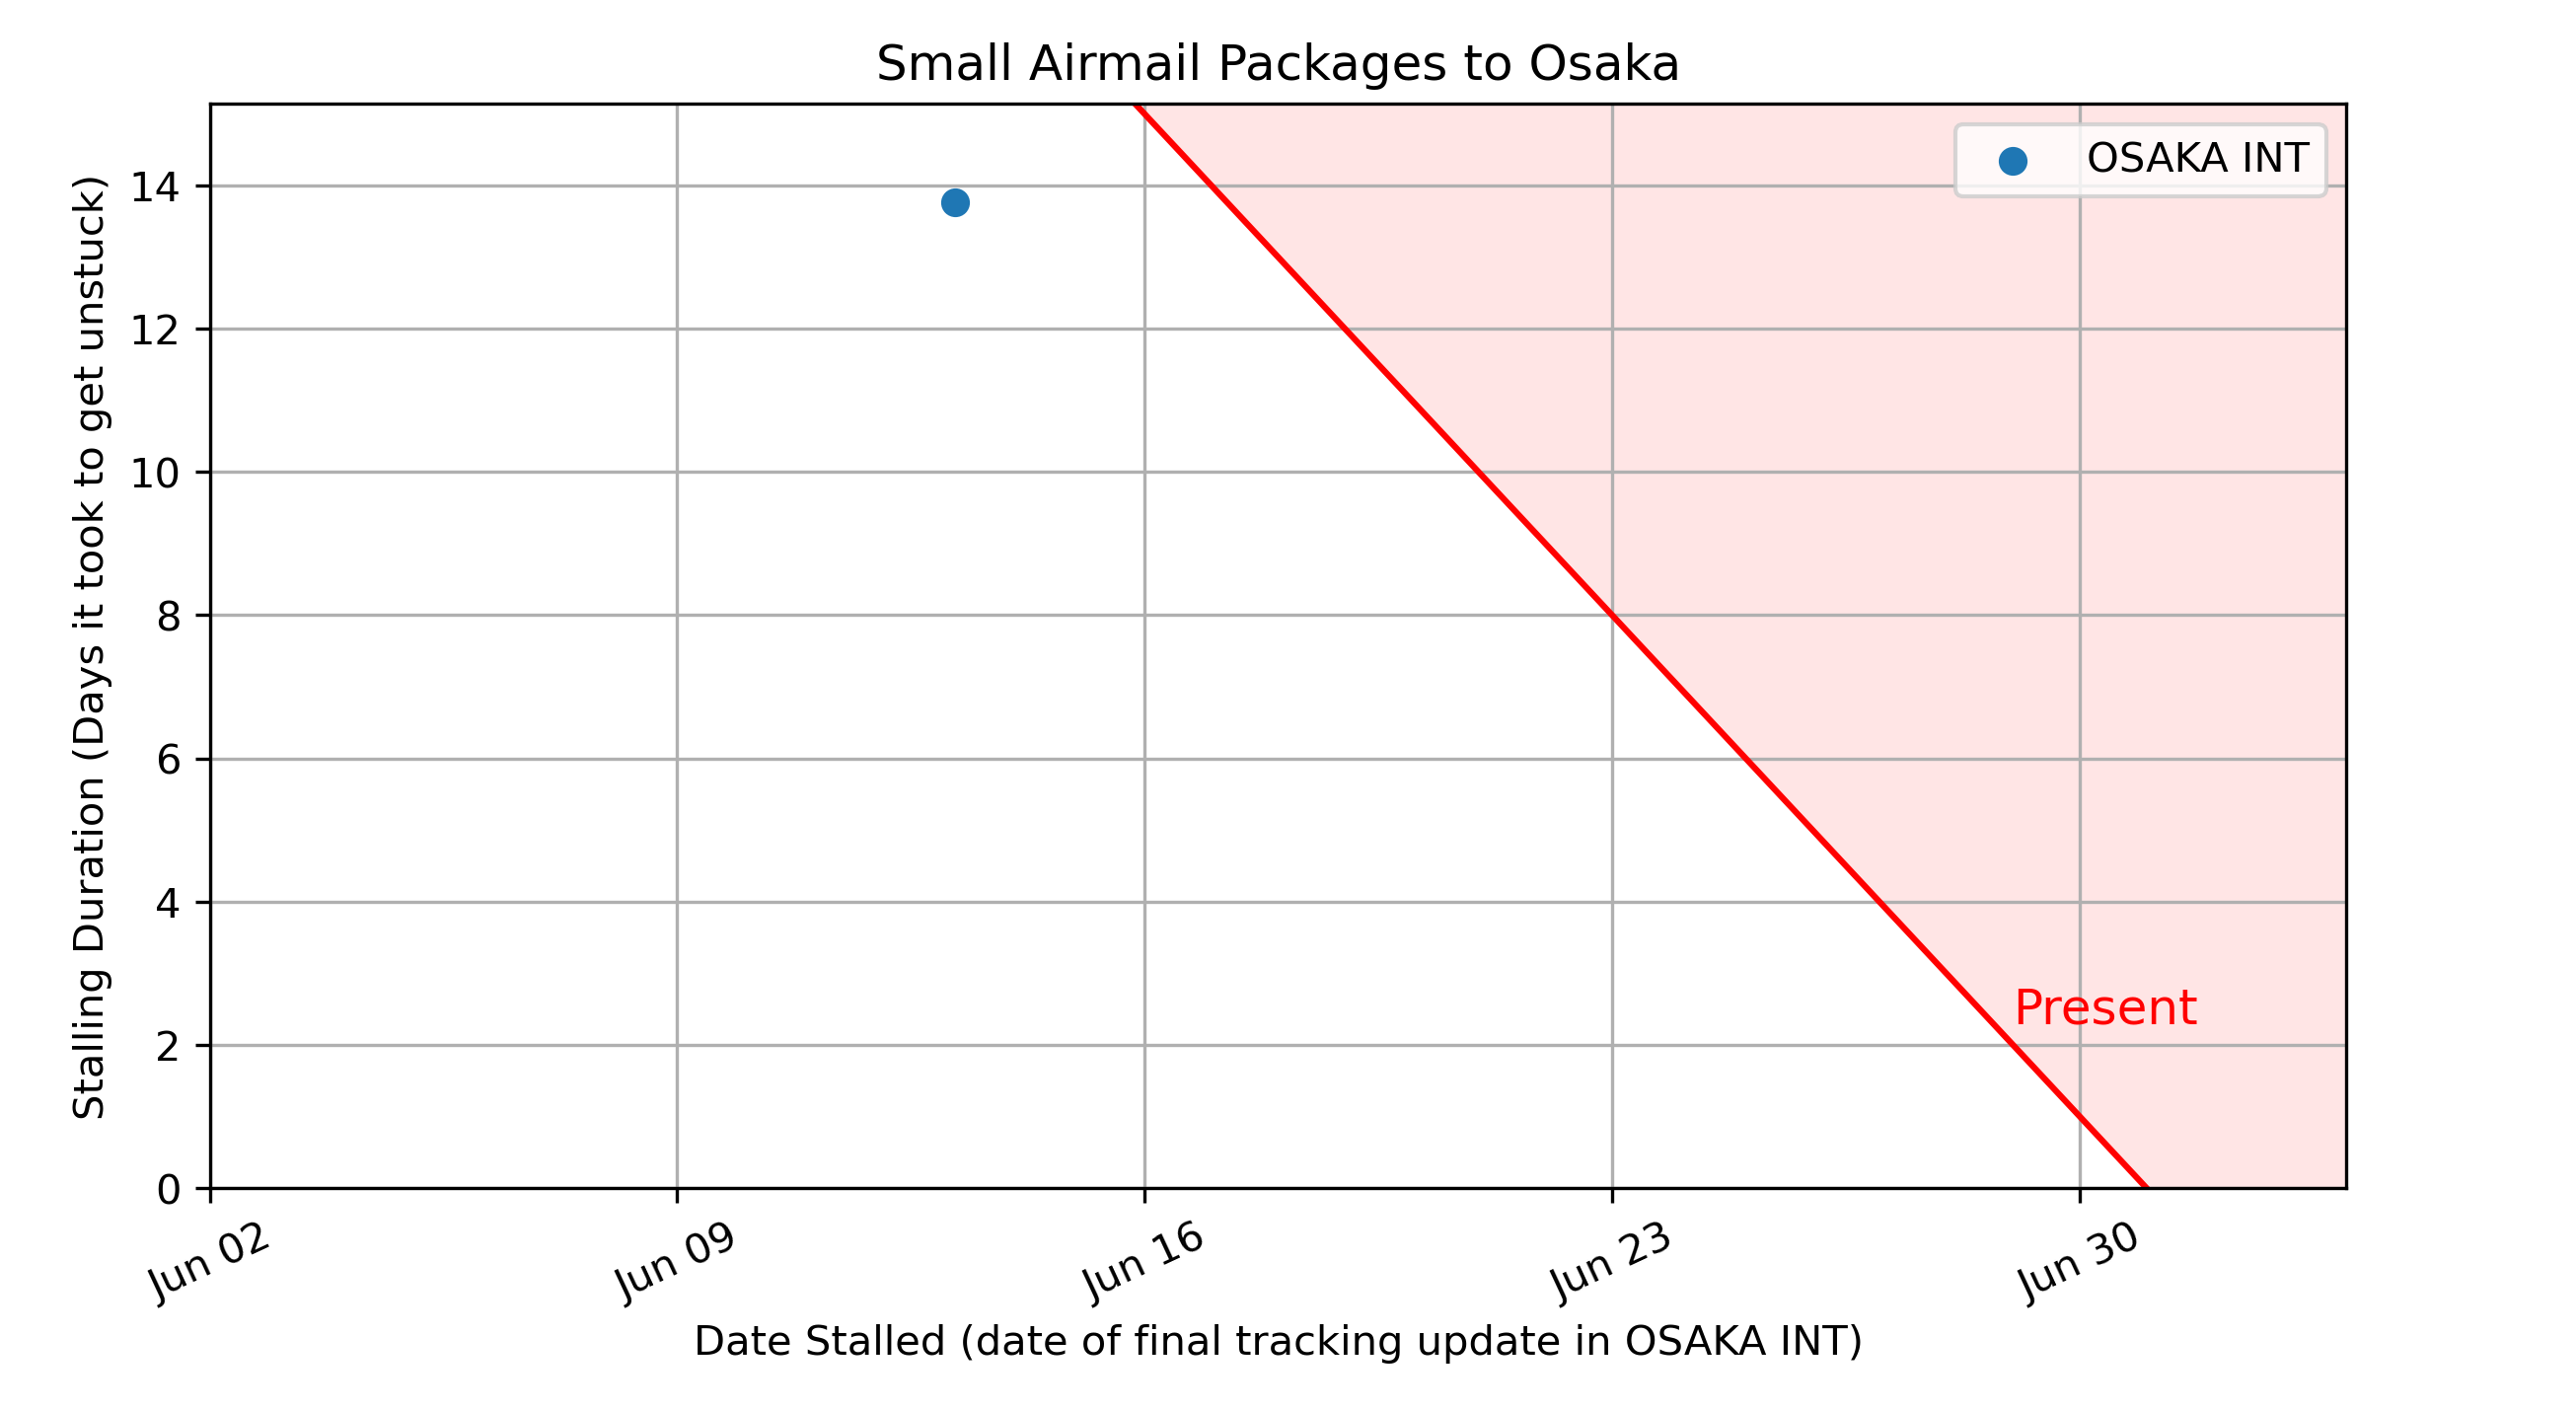 Small Airmail Packages to Osaka
OSAKA INT
Stalling Duration (Days it took to get unstuck)
14
12
10
8
6
4
2
0
Present
Jun 02
Jun 09
Jun 16
Jun 23
Jun 30
Date Stalled (date of final tracking update in OSAKA INT)